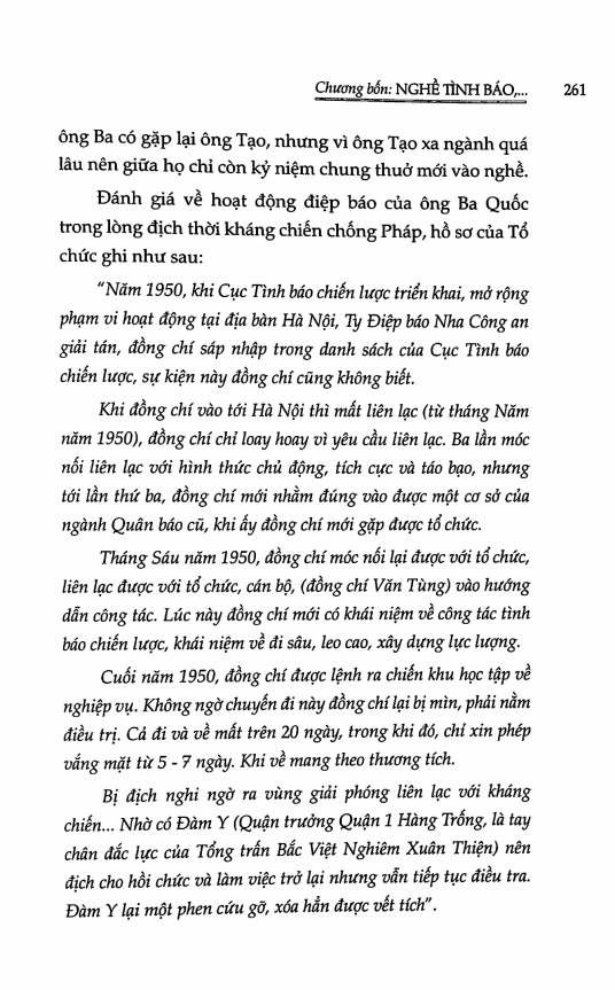 Chương bốn: NGHỀ TÌNH BÁO,... 261
ông Ba có gặp lại ông Tạo, nhưng vì ông Tạo xa ngành quá
lâu nên giữa họ chỉ còn kỷ niệm chung thuở mới vào nghề.
Đánh giá về hoạt động điệp báo của ông Ba Quốc
trong lòng địch thời kháng chiến chống Pháp, hồ sơ của Tổ
chức ghi như sau:
"Năm 1950, khi Cục Tình báo chiến lược triển khai, mở rộng
phạm vi hoạt động tại địa bàn Hà Nội, Ty Điệp báo Nha Công an
giải tán, đồng chí sáp nhập trong danh sách của Cục Tình báo
chiến lược, sự kiện này đồng chí cũng không biết.
Khi đồng chí vào tới Hà Nội thì mất liên lạc (từ tháng Năm
năm 1950), đồng chí chỉ loay hoay vì yêu cầu liên lạc. Ba lần móc
nối liên lạc với hình thức chủ động, tích cực và táo bạo, nhưng
tới lần thứ ba, đồng chí mới nhằm đúng vào được một cơ sở của
ngành Quân báo cũ, khi ấy đồng chí mới gặp được tổ chức.
Tháng Sáu năm 1950, đồng chí móc nối lại được với tổ chức,
liên lạc được với tổ chức, cán bộ, (đồng chí Văn Tùng) vào hướng
dẫn công tác. Lúc này đồng chí mới có khái niệm về công tác tình
báo chiến lược, khái niệm về đi sâu, leo cao, xây dựng lực lượng.
Cuối năm 1950, đồng chí được lệnh ra chiến khu học tập về
nghiệp vụ. Không ngờ chuyến đi này đồng chí lại bị mìn, phải nằm
điều trị. Cả đi và về mất trên 20 ngày, trong khi đó, chỉ xin phép
vắng mặt từ 5 - 7 ngày. Khi về mang theo thương tích.
Bị địch nghi ngờ ra vùng giải phóng liên lạc với kháng
chiến... Nhờ có Đàm Y (Quận trưởng Quận 1 Hàng Trống, là tay
chân đắc lực của Tổng trấn Bắc Việt Nghiêm Xuân Thiện) nên
địch cho hồi chức và làm việc trở lại nhưng vẫn tiếp tục điều tra.
Đàm Y lại một phen cứu gỡ, xóa hẳn được vết tích".